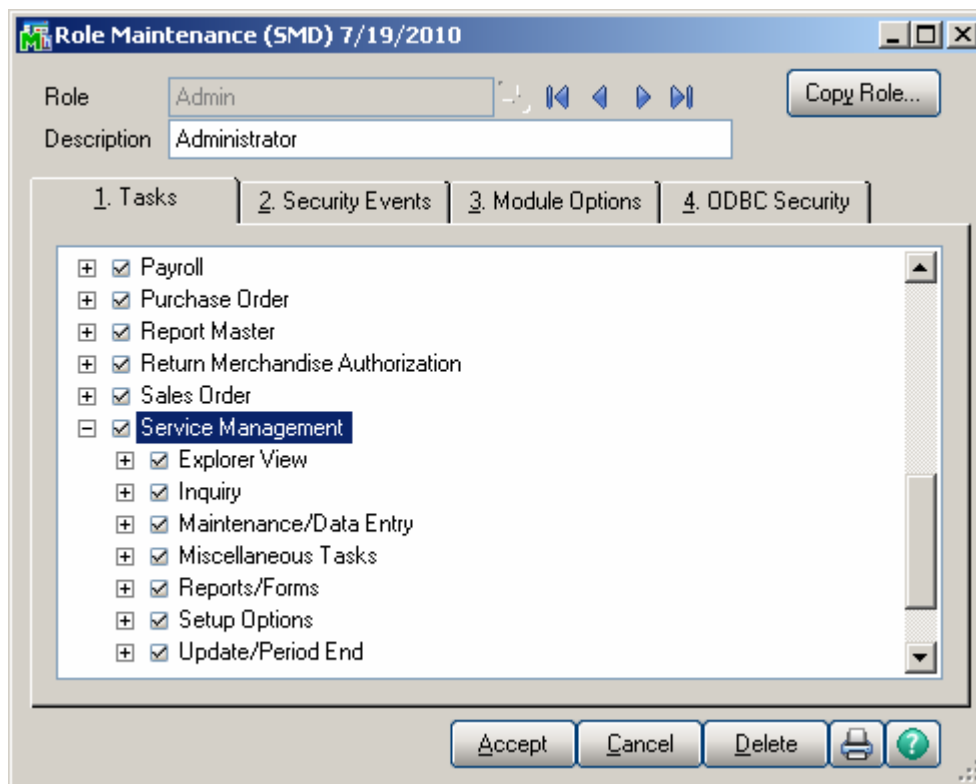 Role Maintenance (SMD) 7/19/2010
Role Admin Copy Role...
Description Administrator
1. Tasks 2. Security Events 3. Module Options 4. ODBC Security
Payroll
Purchase Order
Report Master
Return Merchandise Authorization
Sales Order
Service Management
Explorer View
Inquiry
Maintenance/Data Entry
Miscellaneous Tasks
Reports/Forms
Setup Options
Update/Period End
Accept Cancel Delete ?